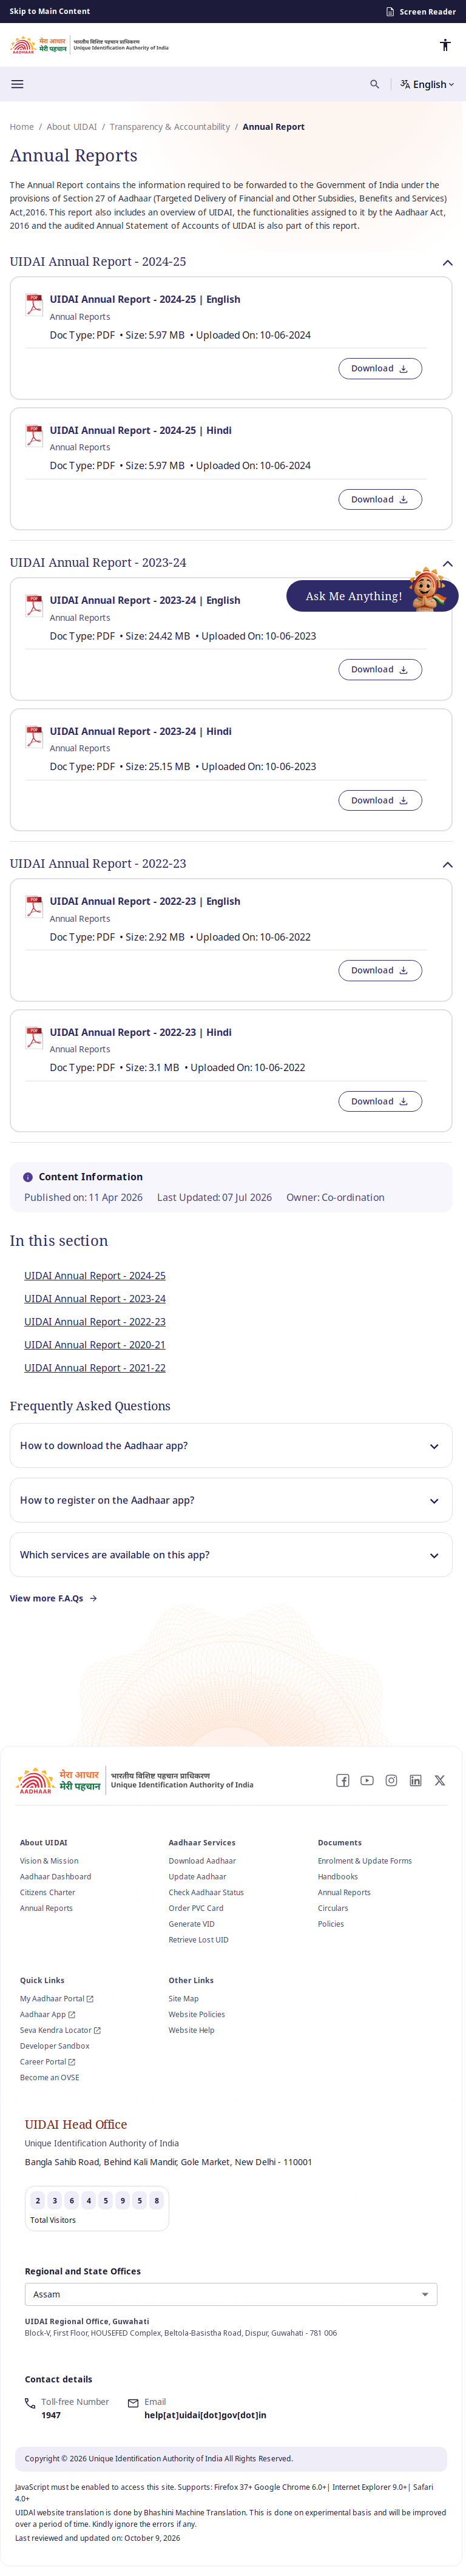 Skip to Main Content
Screen Reader
AADHAAR
मेरा आधार
मेरी पहचान
भारतीय विशिष्ट पहचान प्राधिकरण
Unique Identification Authority of India
English
Home / About UIDAI / Transparency & Accountability / Annual Report
Annual Reports
The Annual Report contains the information required to be forwarded to the Government of India under the
provisions of Section 27 of Aadhaar (Targeted Delivery of Financial and Other Subsidies, Benefits and Services)
Act,2016. This report also includes an overview of UIDAI, the functionalities assigned to it by the Aadhaar Act,
2016 and the audited Annual Statement of Accounts of UIDAI is also part of this report.
UIDAI Annual Report - 2024-25
UIDAI Annual Report - 2024-25 | English
Annual Reports
Doc Type: PDF • Size: 5.97 MB • Uploaded On: 10-06-2024
Download
UIDAI Annual Report - 2024-25 | Hindi
Annual Reports
Doc Type: PDF • Size: 5.97 MB • Uploaded On: 10-06-2024
Download
UIDAI Annual Report - 2023-24
UIDAI Annual Report - 2023-24 | English
Ask Me Anything!
Annual Reports
Doc Type: PDF • Size: 24.42 MB • Uploaded On: 10-06-2023
Download
UIDAI Annual Report - 2023-24 | Hindi
Annual Reports
Doc Type: PDF • Size: 25.15 MB • Uploaded On: 10-06-2023
Download
UIDAI Annual Report - 2022-23
UIDAI Annual Report - 2022-23 | English
Annual Reports
Doc Type: PDF • Size: 2.92 MB • Uploaded On: 10-06-2022
Download
UIDAI Annual Report - 2022-23 | Hindi
Annual Reports
Doc Type: PDF • Size: 3.1 MB • Uploaded On: 10-06-2022
Download
Content Information
Published on: 11 Apr 2026 Last Updated: 07 Jul 2026 Owner: Co-ordination
In this section
UIDAI Annual Report - 2024-25
UIDAI Annual Report - 2023-24
UIDAI Annual Report - 2022-23
UIDAI Annual Report - 2020-21
UIDAI Annual Report - 2021-22
Frequently Asked Questions
How to download the Aadhaar app?
How to register on the Aadhaar app?
Which services are available on this app?
View more F.A.Qs
AADHAAR
मेरा आधार
मेरी पहचान
भारतीय विशिष्ट पहचान प्राधिकरण
Unique Identification Authority of India
About UIDAI
Vision & Mission
Aadhaar Dashboard
Citizens Charter
Annual Reports
Aadhaar Services
Download Aadhaar
Update Aadhaar
Check Aadhaar Status
Order PVC Card
Generate VID
Retrieve Lost UID
Documents
Enrolment & Update Forms
Handbooks
Annual Reports
Circulars
Policies
Quick Links
My Aadhaar Portal
Aadhaar App
Seva Kendra Locator
Developer Sandbox
Career Portal
Become an OVSE
Other Links
Site Map
Website Policies
Website Help
UIDAI Head Office
Unique Identification Authority of India
Bangla Sahib Road, Behind Kali Mandir, Gole Market, New Delhi - 110001
2 3 6 4 5 9 5 8
Total Visitors
Regional and State Offices
Assam
UIDAI Regional Office, Guwahati
Block-V, First Floor, HOUSEFED Complex, Beltola-Basistha Road, Dispur, Guwahati - 781 006
Contact details
Toll-free Number
1947
Email
help[at]uidai[dot]gov[dot]in
Copyright © 2026 Unique Identification Authority of India All Rights Reserved.
JavaScript must be enabled to access this site. Supports: Firefox 37+ Google Chrome 6.0+| Internet Explorer 9.0+| Safari
4.0+
UIDAI website translation is done by Bhashini Machine Translation. This is done on experimental basis and will be improved
over a period of time. Kindly ignore the errors if any.
Last reviewed and updated on: October 9, 2026